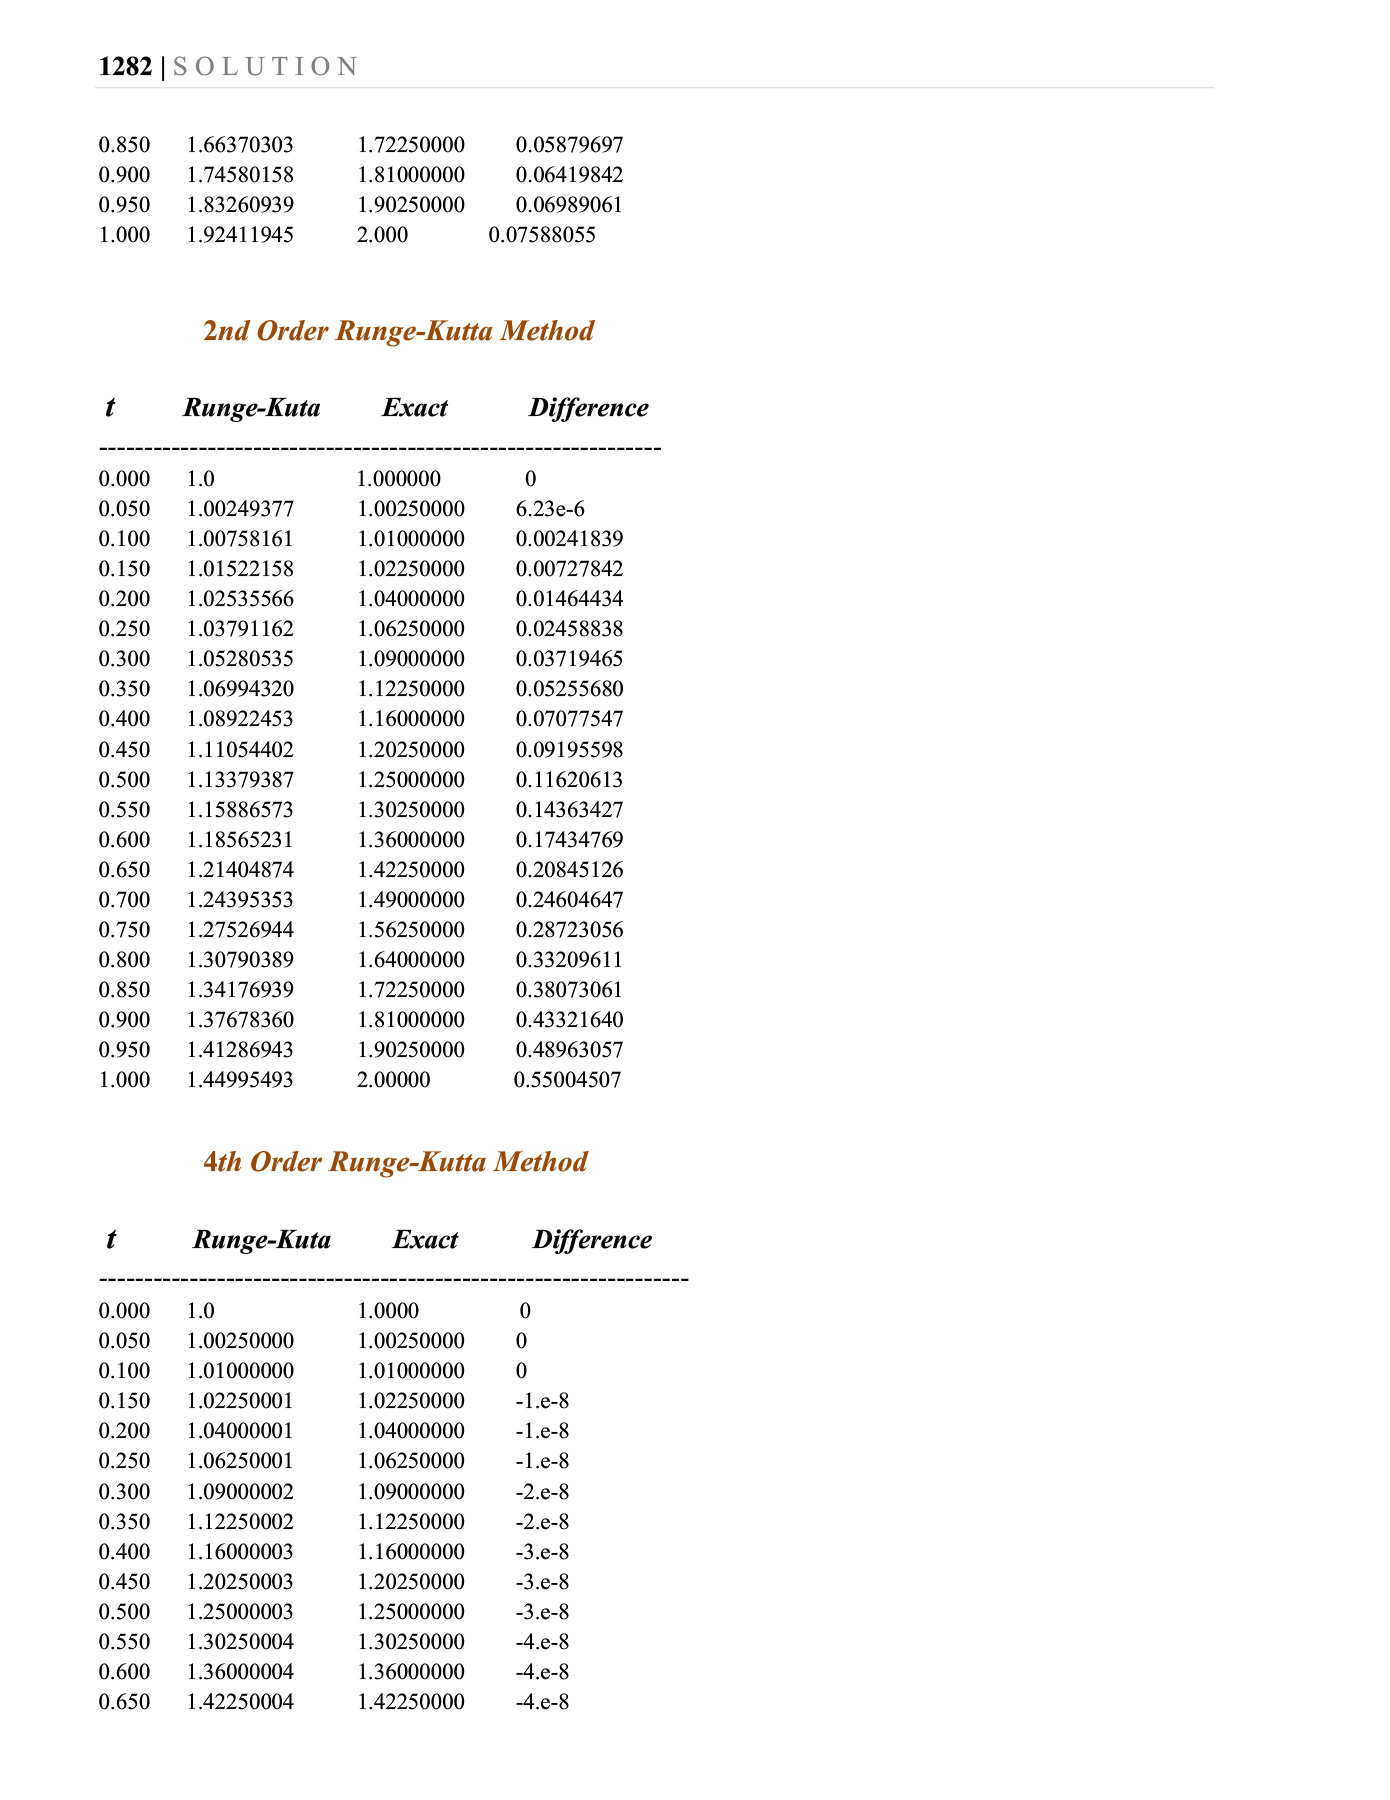 1282 | S O L U T I O N
0.850 1.66370303 1.72250000 0.05879697
0.900 1.74580158 1.81000000 0.06419842
0.950 1.83260939 1.90250000 0.06989061
1.000 1.92411945 2.000 0.07588055
2nd Order Runge-Kutta Method
t Runge-Kuta Exact Difference
---------------------------------------------------------------
0.000 1.0 1.000000 0
0.050 1.00249377 1.00250000 6.23e-6
0.100 1.00758161 1.01000000 0.00241839
0.150 1.01522158 1.02250000 0.00727842
0.200 1.02535566 1.04000000 0.01464434
0.250 1.03791162 1.06250000 0.02458838
0.300 1.05280535 1.09000000 0.03719465
0.350 1.06994320 1.12250000 0.05255680
0.400 1.08922453 1.16000000 0.07077547
0.450 1.11054402 1.20250000 0.09195598
0.500 1.13379387 1.25000000 0.11620613
0.550 1.15886573 1.30250000 0.14363427
0.600 1.18565231 1.36000000 0.17434769
0.650 1.21404874 1.42250000 0.20845126
0.700 1.24395353 1.49000000 0.24604647
0.750 1.27526944 1.56250000 0.28723056
0.800 1.30790389 1.64000000 0.33209611
0.850 1.34176939 1.72250000 0.38073061
0.900 1.37678360 1.81000000 0.43321640
0.950 1.41286943 1.90250000 0.48963057
1.000 1.44995493 2.00000 0.55004507
4th Order Runge-Kutta Method
t Runge-Kuta Exact Difference
------------------------------------------------------------------
0.000 1.0 1.0000 0
0.050 1.00250000 1.00250000 0
0.100 1.01000000 1.01000000 0
0.150 1.02250001 1.02250000 -1.e-8
0.200 1.04000001 1.04000000 -1.e-8
0.250 1.06250001 1.06250000 -1.e-8
0.300 1.09000002 1.09000000 -2.e-8
0.350 1.12250002 1.12250000 -2.e-8
0.400 1.16000003 1.16000000 -3.e-8
0.450 1.20250003 1.20250000 -3.e-8
0.500 1.25000003 1.25000000 -3.e-8
0.550 1.30250004 1.30250000 -4.e-8
0.600 1.36000004 1.36000000 -4.e-8
0.650 1.42250004 1.42250000 -4.e-8